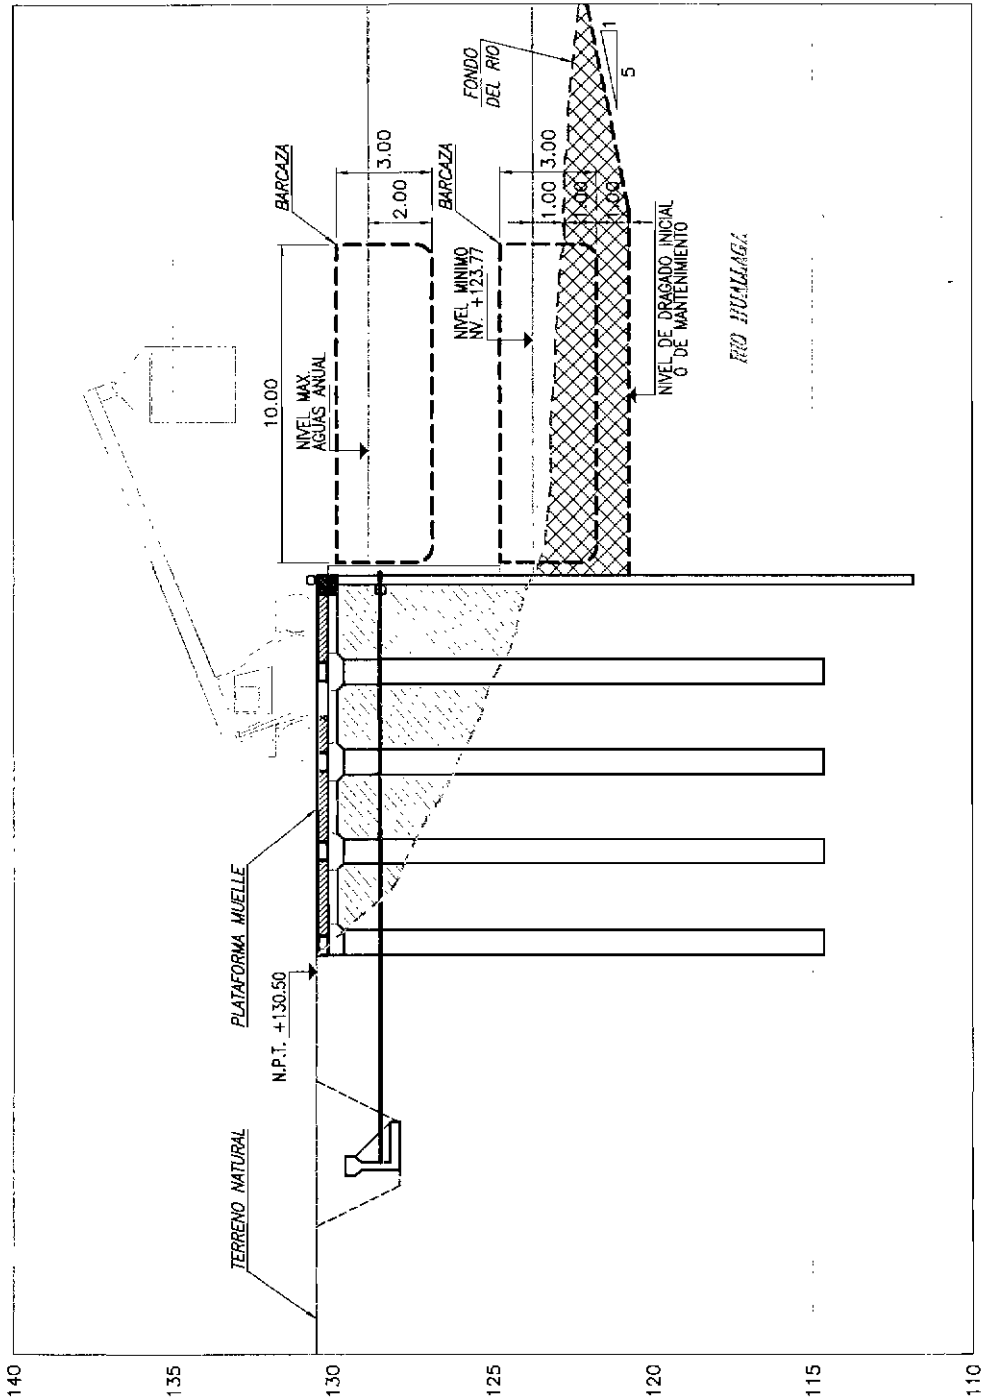 TERRENO NATURAL
PLATAFORMA MUELLE
N.P.T. +130.50
10.00
NIVEL MAX.
AGUAS ANUAL
BARCAZA
3.00
2.00
BARCAZA
NIVEL MINIMO
NV. +123.77
1.00
3.00
1.00
1.00
FONDO
DEL RIO
1
5
NIVEL DE DRAGADO INICIAL
O DE MANTENIMIENTO
RIO HUALLAGA
140
135
130
125
120
115
110